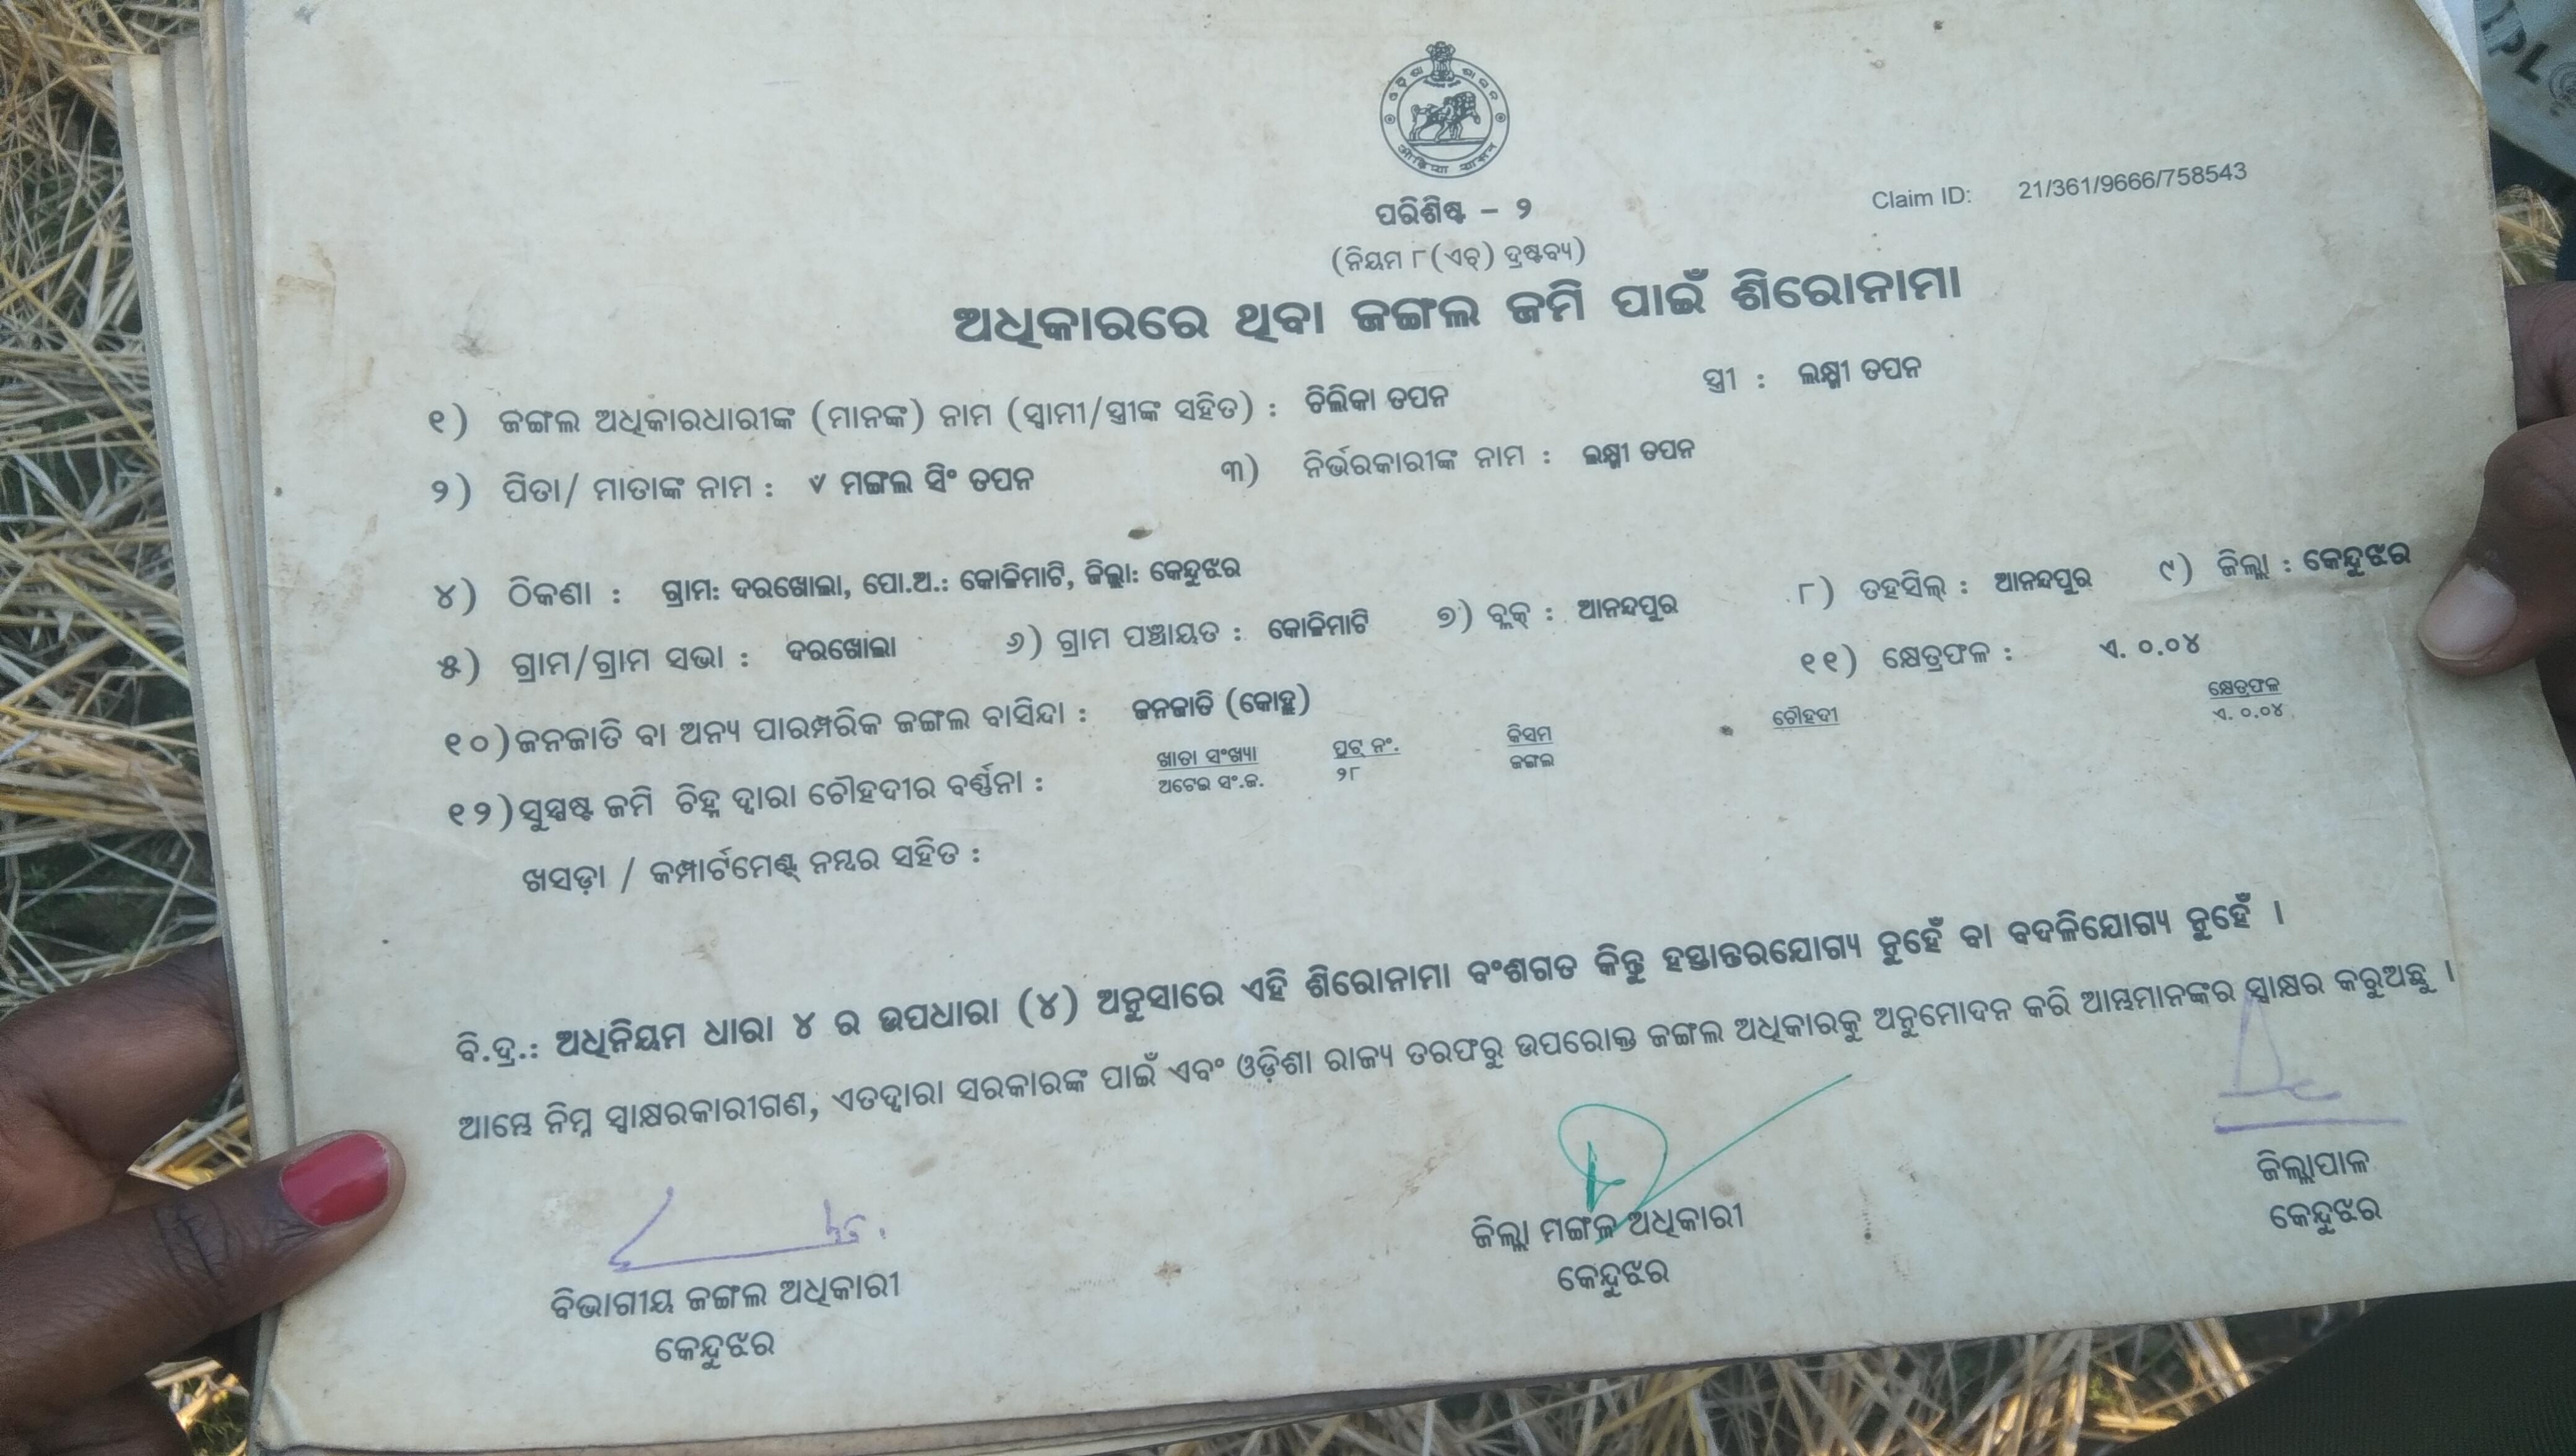 ପରିଶିଷ୍ଟ – ୨
Claim ID: 21/361/9666/758543
(ନିୟମ ୮(ଏଚ୍) ଦ୍ରଷ୍ଟବ୍ୟ)
ଅଧିକାରରେ ଥିବା ଜଙ୍ଗଲ ଜମି ପାଇଁ ଶିରୋନାମା
୧) ଜଙ୍ଗଲ ଅଧିକାରଧାରୀଙ୍କ (ମାନଙ୍କ) ନାମ (ସ୍ୱାମୀ/ସ୍ତ୍ରୀଙ୍କ ସହିତ) : ଚିଲିକା ତପନ ସ୍ତ୍ରୀ : ଲକ୍ଷ୍ମୀ ତପନ
୨) ପିତା/ ମାତାଙ୍କ ନାମ : ୰ ମଙ୍ଗଲ ସିଂ ତପନ ୩) ନିର୍ଭରକାରୀଙ୍କ ନାମ : ଲକ୍ଷ୍ମୀ ତପନ
୪) ଠିକଣା : ଗ୍ରାମ: ଦରଖୋଲା, ପୋ.ଅ.: କୋଳିମାଟି, ଜିଲ୍ଲା: କେନ୍ଦୁଝର
୫) ଗ୍ରାମ/ଗ୍ରାମ ସଭା : ଦରଖୋଲା ୬) ଗ୍ରାମ ପଞ୍ଚାୟତ : କୋଳିମାଟି ୭) ବ୍ଲକ୍ : ଆନନ୍ଦପୁର ୮) ତହସିଲ୍ : ଆନନ୍ଦପୁର ୯) ଜିଲ୍ଲା : କେନ୍ଦୁଝର
୧୦)ଜନଜାତି ବା ଅନ୍ୟ ପାରମ୍ପରିକ ଜଙ୍ଗଲ ବାସିନ୍ଦା : ଜନଜାତି (କୋହ୍ଲ) ୧୧) କ୍ଷେତ୍ରଫଳ : ଏ. ୦.୦୪
୧୨)ସୁସ୍ପଷ୍ଟ ଜମି ଚିହ୍ନ ଦ୍ୱାରା ଚୌହଦୀର ବର୍ଣ୍ଣନା : ଖାତା ସଂଖ୍ୟା ପ୍ଲଟ୍ ନଂ. କିସମ ଚୌହଦୀ କ୍ଷେତ୍ରଫଳ
ଅଟେଇ ସଂ.ଜ. ୨୮ ଜଙ୍ଗଲ ଏ. ୦.୦୪
ଖସଡ଼ା / କମ୍ପାର୍ଟମେଣ୍ଟ୍ ନମ୍ବର ସହିତ :
ବି.ଦ୍ର.: ଅଧିନିୟମ ଧାରା ୪ ର ଉପଧାରା (୪) ଅନୁସାରେ ଏହି ଶିରୋନାମା ବଂଶଗତ କିନ୍ତୁ ହସ୍ତାନ୍ତରଯୋଗ୍ୟ ନୁହେଁ ବା ବଦଳିଯୋଗ୍ୟ ନୁହେଁ ।
ଆମ୍ଭେ ନିମ୍ନ ସ୍ୱାକ୍ଷରକାରୀଗଣ, ଏତଦ୍ୱାରା ସରକାରଙ୍କ ପାଇଁ ଏବଂ ଓଡ଼ିଶା ରାଜ୍ୟ ତରଫରୁ ଉପରୋକ୍ତ ଜଙ୍ଗଲ ଅଧିକାରକୁ ଅନୁମୋଦନ କରି ଆମ୍ଭମାନଙ୍କର ସ୍ୱାକ୍ଷର କରୁଅଛୁ ।
ବିଭାଗୀୟ ଜଙ୍ଗଲ ଅଧିକାରୀ
କେନ୍ଦୁଝର
ଜିଲ୍ଲା ମଙ୍ଗଳ ଅଧିକାରୀ
କେନ୍ଦୁଝର
ଜିଲ୍ଲାପାଳ
କେନ୍ଦୁଝର